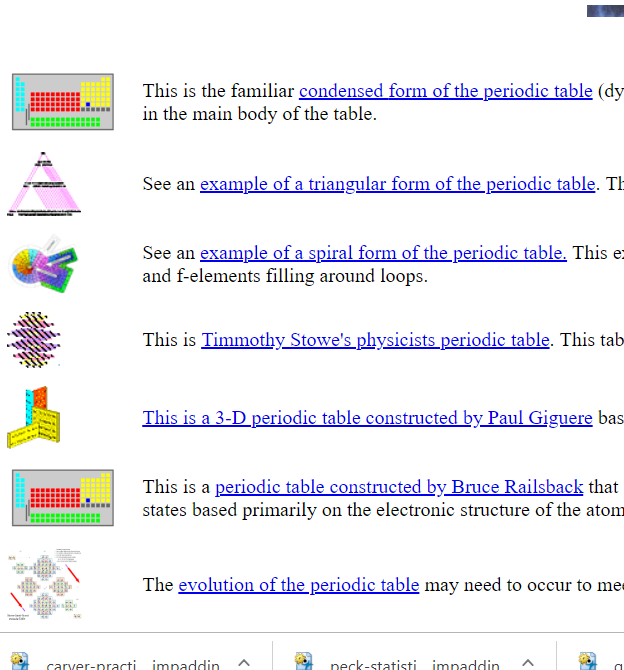 This is the familiar condensed form of the periodic table (dy
in the main body of the table.
See an example of a triangular form of the periodic table. Th
See an example of a spiral form of the periodic table. This ex
and f-elements filling around loops.
This is Timmothy Stowe's physicists periodic table. This tab
This is a 3-D periodic table constructed by Paul Giguere bas
This is a periodic table constructed by Bruce Railsback that
states based primarily on the electronic structure of the atom
The evolution of the periodic table may need to occur to mee
carver-practi....impaddin
peck-statisti....impaddin